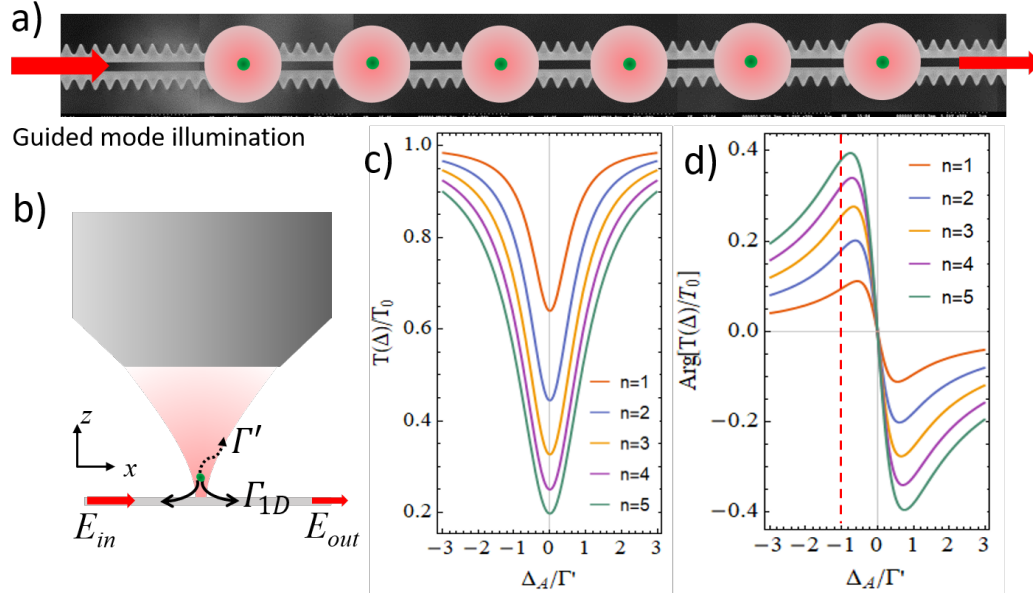 a)
Guided mode illumination
b)
z
x
Γ'
Γ1D
Ein
Eout
c)
T(Δ)/T0
1.0
0.8
0.6
0.4
0.2
n=1
n=2
n=3
n=4
n=5
−3 −2 −1 0 1 2 3
ΔA/Γ'
d)
Arg[T(Δ)/T0]
0.4
0.2
0.0
−0.2
−0.4
n=1
n=2
n=3
n=4
n=5
−3 −2 −1 0 1 2 3
ΔA/Γ'